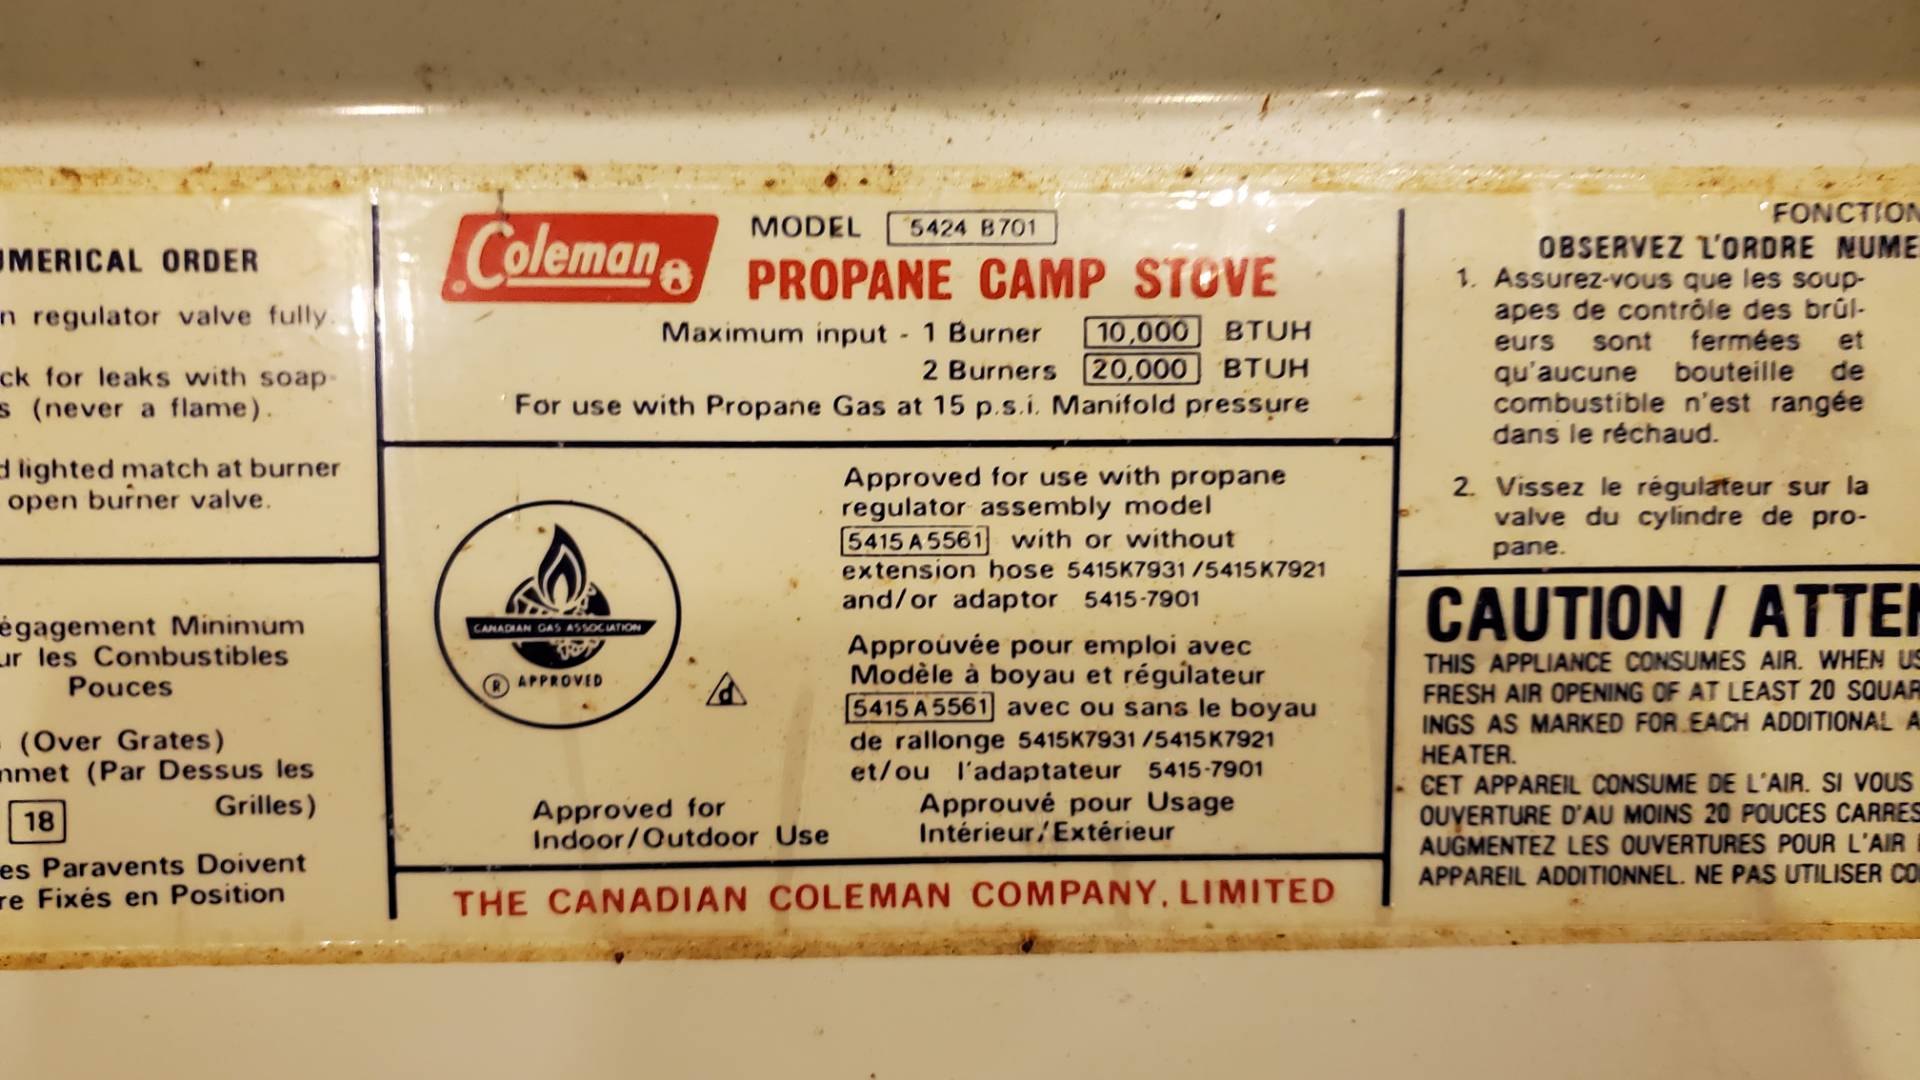 UMERICAL ORDER
n regulator valve fully.
ck for leaks with soap-
s (never a flame).
d lighted match at burner
open burner valve.
égagement Minimum
ur les Combustibles
Pouces
(Over Grates)
mmet (Par Dessus les
Grilles)
18
es Paravents Doivent
re Fixés en Position
Coleman
MODEL 5424 B701
PROPANE CAMP STOVE
Maximum input - 1 Burner 10,000 BTUH
2 Burners 20,000 BTUH
For use with Propane Gas at 15 p.s.i. Manifold pressure
CANADIAN GAS ASSOCIATION
® APPROVED
d
Approved for use with propane
regulator assembly model
5415 A 5561 with or without
extension hose 5415K7931/5415K7921
and/or adaptor 5415-7901
Approuvée pour emploi avec
Modèle à boyau et régulateur
5415 A 5561 avec ou sans le boyau
de rallonge 5415K7931/5415K7921
et/ou l'adaptateur 5415-7901
Approved for
Indoor/Outdoor Use
Approuvé pour Usage
Intérieur/Extérieur
THE CANADIAN COLEMAN COMPANY, LIMITED
FONCTION
OBSERVEZ L'ORDRE NUME
1. Assurez-vous que les soup-
apes de contrôle des brûl-
eurs sont fermées et
qu'aucune bouteille de
combustible n'est rangée
dans le réchaud.
2. Vissez le régulateur sur la
valve du cylindre de pro-
pane.
CAUTION / ATTEN
THIS APPLIANCE CONSUMES AIR. WHEN US
FRESH AIR OPENING OF AT LEAST 20 SQUAR
INGS AS MARKED FOR EACH ADDITIONAL A
HEATER.
CET APPAREIL CONSUME DE L'AIR. SI VOUS
OUVERTURE D'AU MOINS 20 POUCES CARRES
AUGMENTEZ LES OUVERTURES POUR L'AIR
APPAREIL ADDITIONNEL. NE PAS UTILISER CO